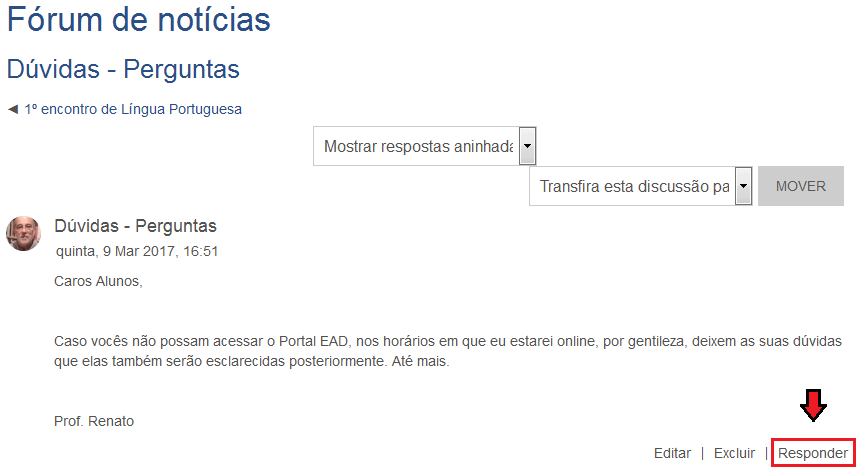 Fórum de notícias
Dúvidas - Perguntas
◄ 1º encontro de Língua Portuguesa
Mostrar respostas aninhada
Transfira esta discussão pa
MOVER
Dúvidas - Perguntas
quinta, 9 Mar 2017, 16:51
Caros Alunos,
Caso vocês não possam acessar o Portal EAD, nos horários em que eu estarei online, por gentileza, deixem as suas dúvidas
que elas também serão esclarecidas posteriormente. Até mais.
Prof. Renato
Editar | Excluir | Responder